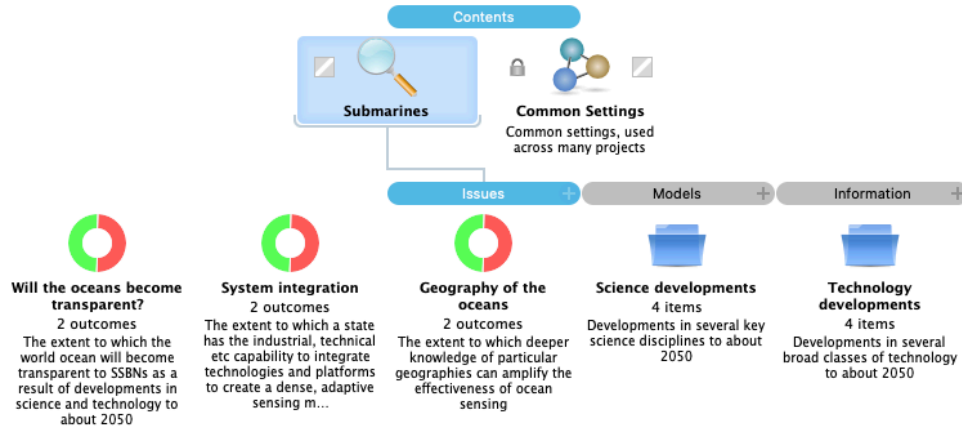 Contents
Submarines
Common Settings
Common settings, used
across many projects
Issues
Models
Information
Will the oceans become
transparent?
2 outcomes
The extent to which the
world ocean will become
transparent to SSBNs as a
result of developments in
science and technology to
about 2050
System integration
2 outcomes
The extent to which a state
has the industrial, technical
etc capability to integrate
technologies and platforms
to create a dense, adaptive
sensing m...
Geography of the
oceans
2 outcomes
The extent to which deeper
knowledge of particular
geographies can amplify the
effectiveness of ocean
sensing
Science developments
4 items
Developments in several key
science disciplines to about
2050
Technology
developments
4 items
Developments in several
broad classes of technology
to about 2050